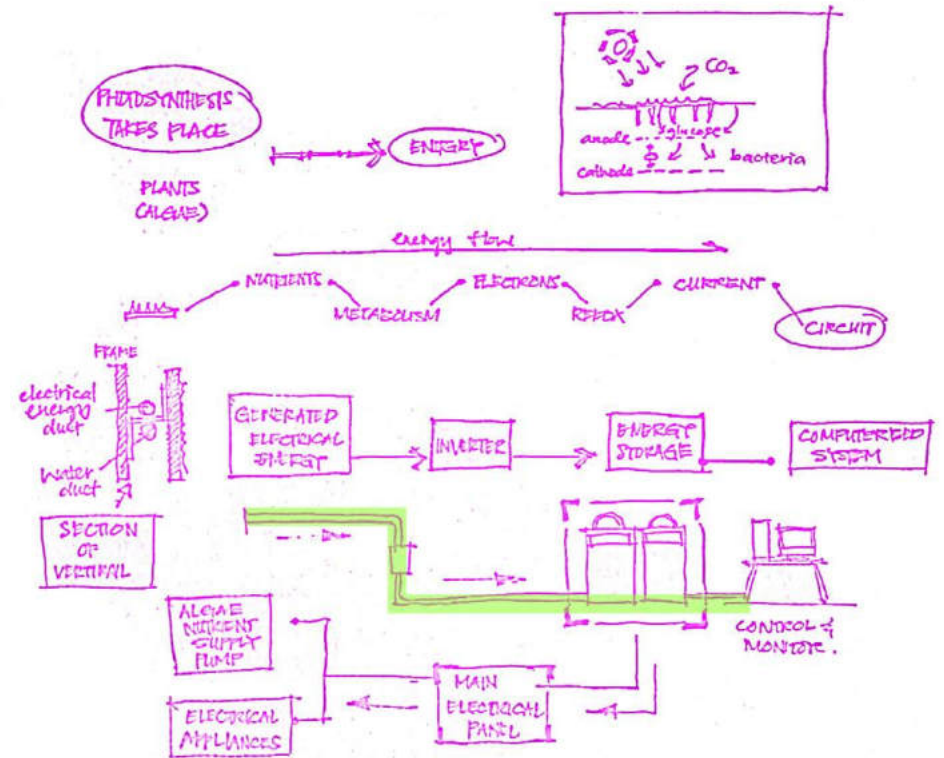 PHOTOSYNTHESIS
TAKES PLACE
ENERGY
PLANTS
(ALGAE)
CO₂
glucose
anode
bacteria
cathode
energy flow
NUTRIENTS
METABOLISM
ELECTRONS
REDOX
CURRENT
CIRCUIT
FRAME
electrical
energy
duct
water
duct
SECTION
OF
VERTICAL
GENERATED
ELECTRICAL
ENERGY
INVERTER
ENERGY
STORAGE
SYSTEM
CONTROL &
MONITOR.
ALGAE
NUTRIENT
SUPPLY
PUMP
ELECTRICAL
APPLIANCES
MAIN
ELECTRICAL
PANEL